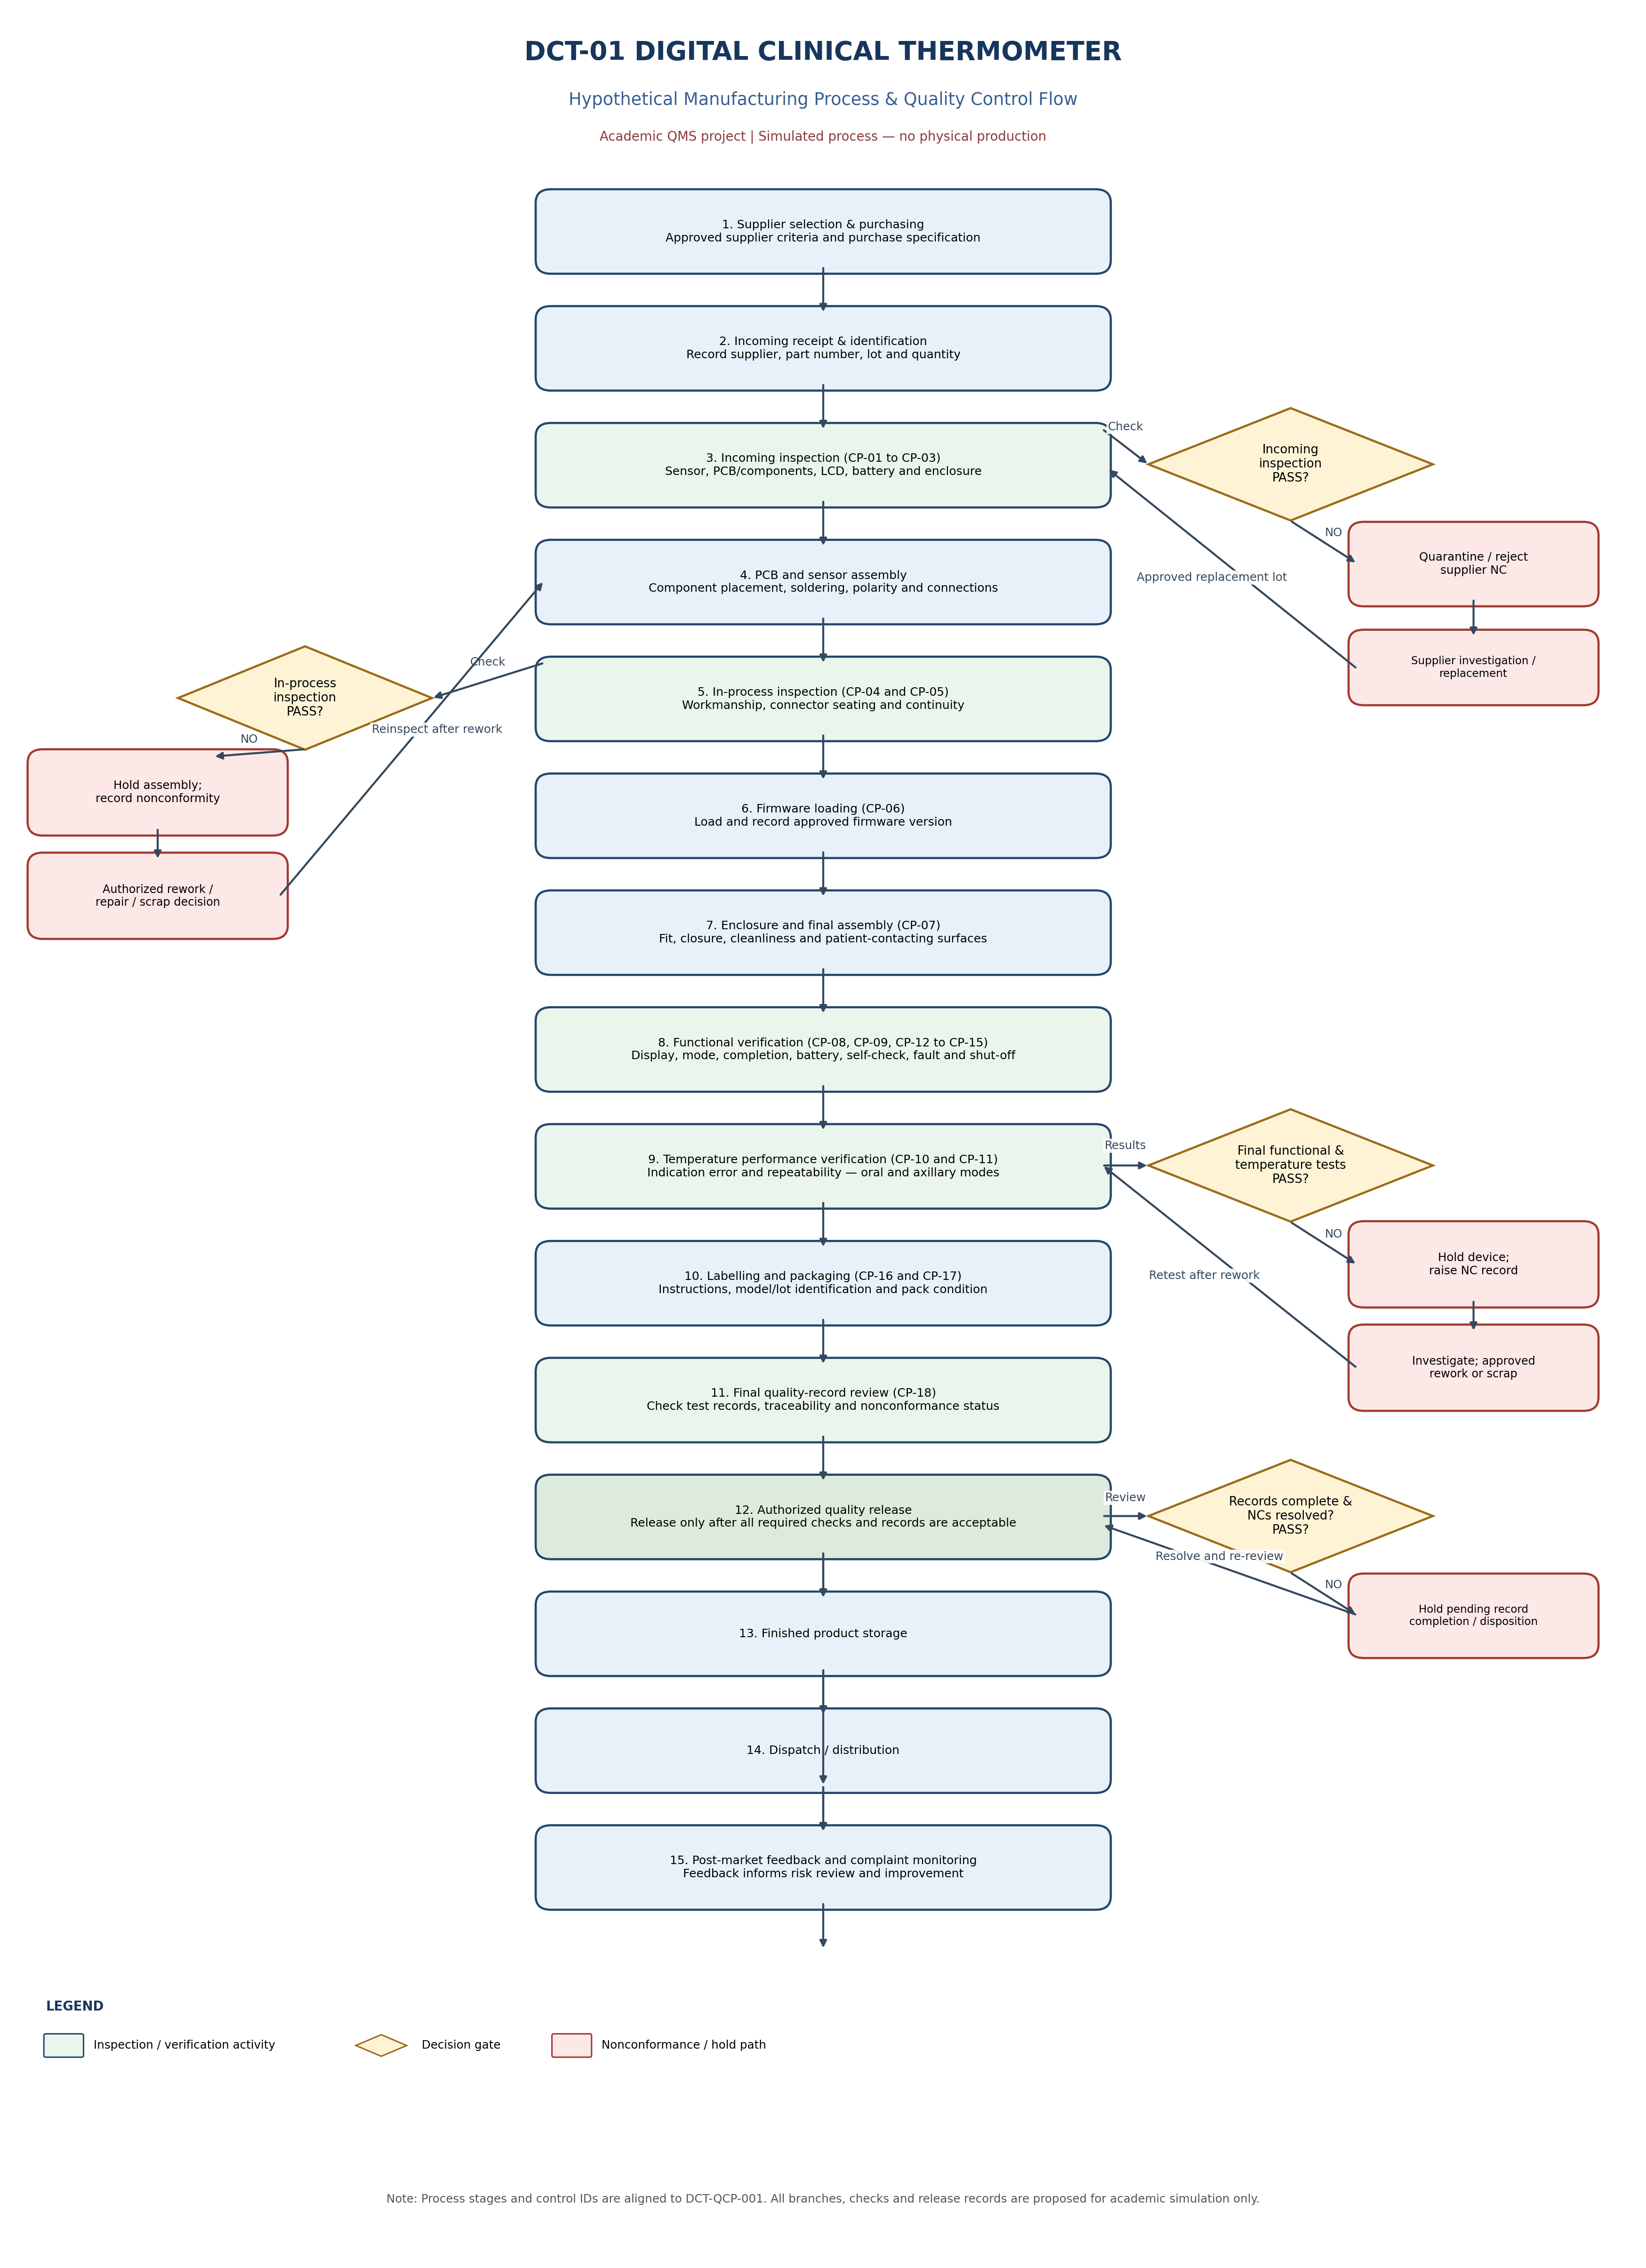 DCT-01 DIGITAL CLINICAL THERMOMETER
Hypothetical Manufacturing Process & Quality Control Flow
Academic QMS project | Simulated process — no physical production
1. Supplier selection & purchasing
Approved supplier criteria and purchase specification
2. Incoming receipt & identification
Record supplier, part number, lot and quantity
3. Incoming inspection (CP-01 to CP-03)
Sensor, PCB/components, LCD, battery and enclosure
Check
Incoming
inspection
PASS?
NO
Quarantine / reject
supplier NC
Approved replacement lot
Supplier investigation /
replacement
4. PCB and sensor assembly
Component placement, soldering, polarity and connections
Check
In-process
inspection
PASS?
5. In-process inspection (CP-04 and CP-05)
Workmanship, connector seating and continuity
Reinspect after rework
NO
Hold assembly;
record nonconformity
Authorized rework /
repair / scrap decision
6. Firmware loading (CP-06)
Load and record approved firmware version
7. Enclosure and final assembly (CP-07)
Fit, closure, cleanliness and patient-contacting surfaces
8. Functional verification (CP-08, CP-09, CP-12 to CP-15)
Display, mode, completion, battery, self-check, fault and shut-off
9. Temperature performance verification (CP-10 and CP-11)
Indication error and repeatability — oral and axillary modes
Results
Final functional &
temperature tests
PASS?
NO
Hold device;
raise NC record
Retest after rework
Investigate; approved
rework or scrap
10. Labelling and packaging (CP-16 and CP-17)
Instructions, model/lot identification and pack condition
11. Final quality-record review (CP-18)
Check test records, traceability and nonconformance status
12. Authorized quality release
Release only after all required checks and records are acceptable
Review
Records complete &
NCs resolved?
PASS?
Resolve and re-review
NO
Hold pending record
completion / disposition
13. Finished product storage
14. Dispatch / distribution
15. Post-market feedback and complaint monitoring
Feedback informs risk review and improvement
LEGEND
Inspection / verification activity
Decision gate
Nonconformance / hold path
Note: Process stages and control IDs are aligned to DCT-QCP-001. All branches, checks and release records are proposed for academic simulation only.